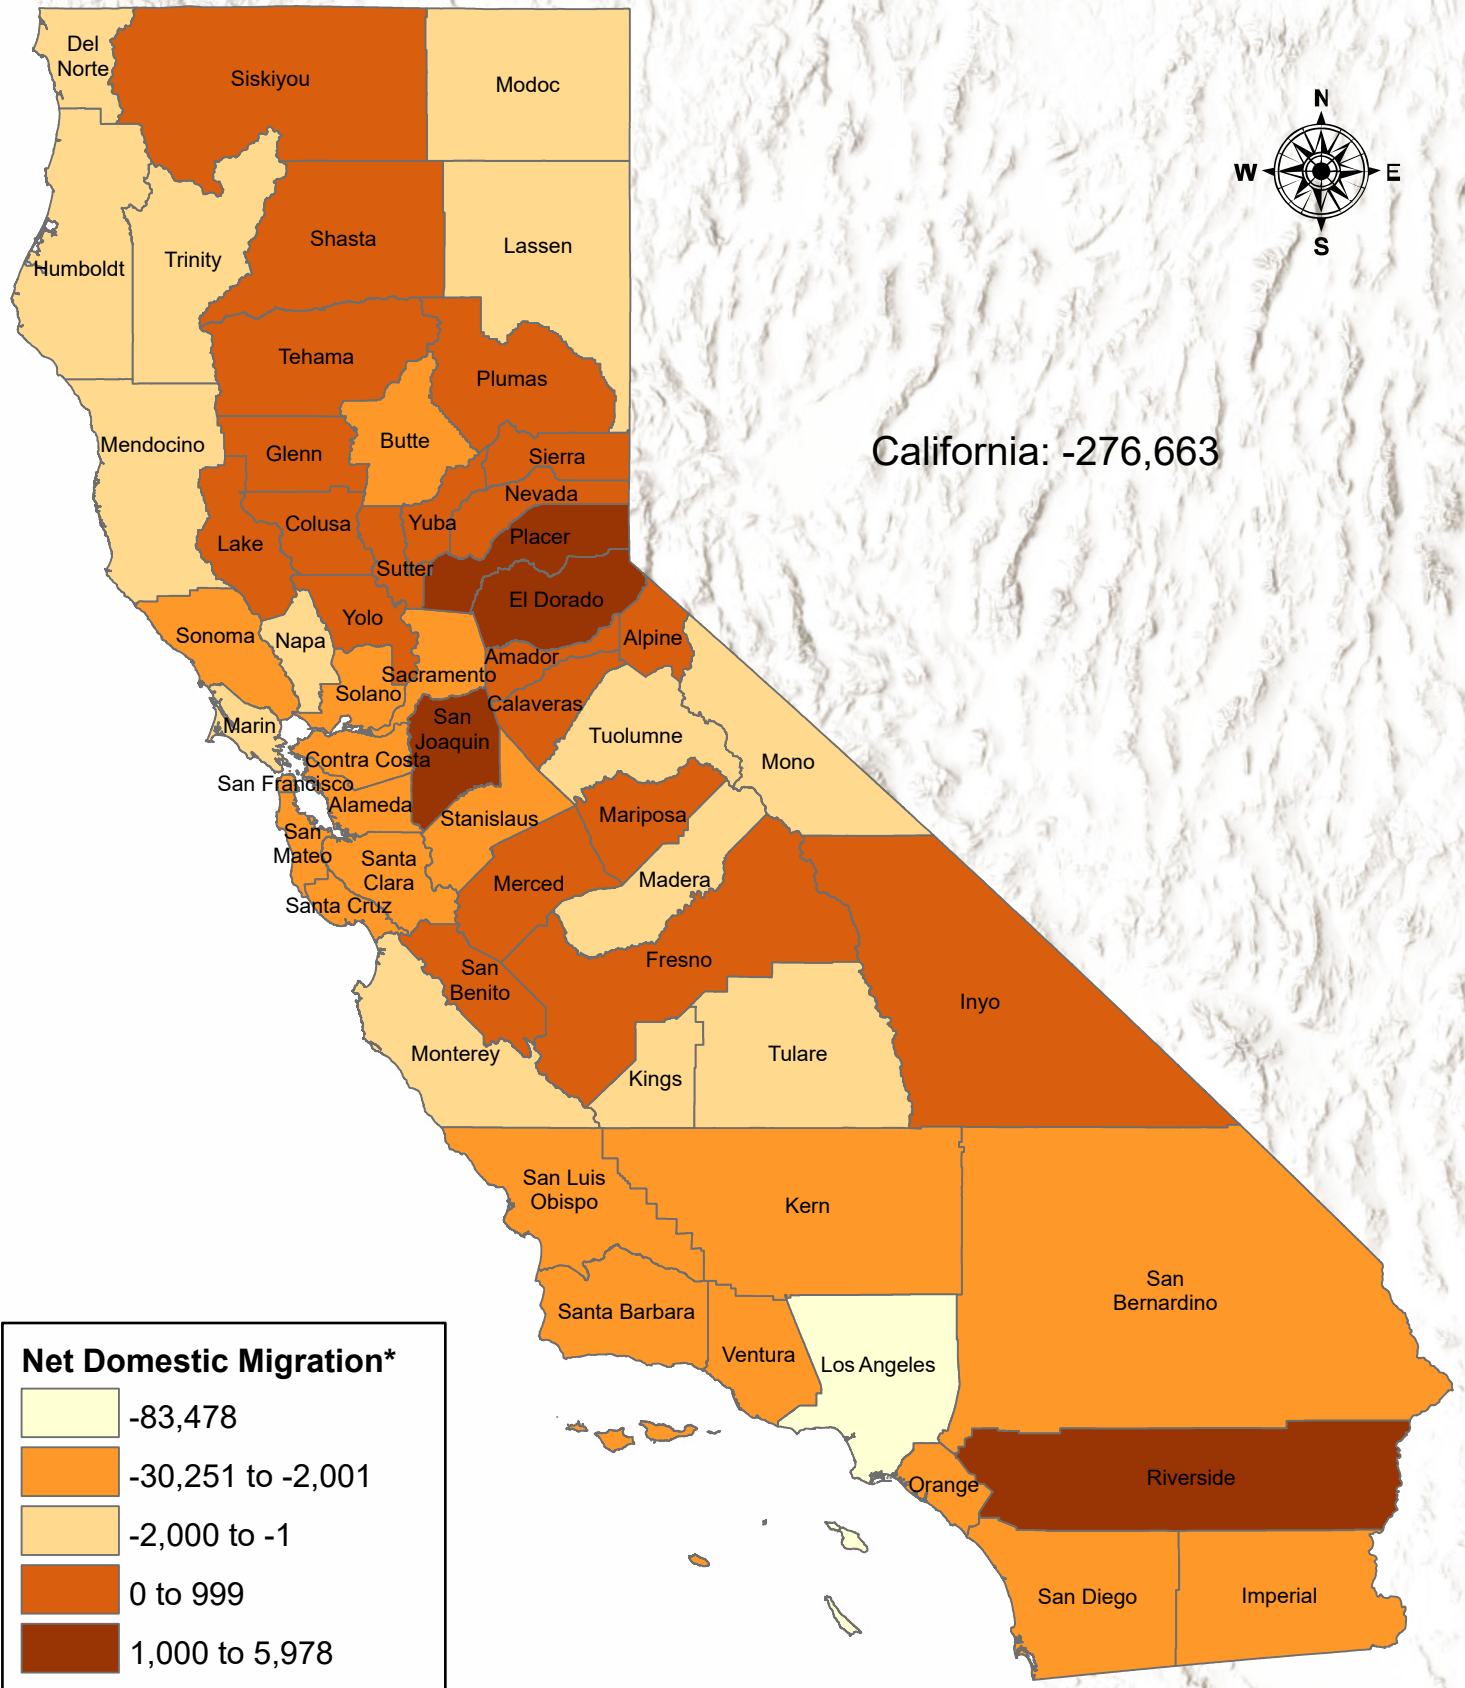 Del
Norte
Siskiyou
Modoc
N
W
E
S
Humboldt
Trinity
Shasta
Lassen
Tehama
Plumas
Mendocino
Butte
Glenn
Sierra
California: -276,663
Nevada
Colusa
Yuba
Placer
Lake
Sutter
El Dorado
Yolo
Sonoma
Napa
Alpine
Amador
Sacramento
Solano
Calaveras
Marin
San
Joaquin
Tuolumne
Contra Costa
Mono
San Francisco
Alameda
Stanislaus
Mariposa
San
Mateo
Santa
Clara
Merced
Madera
Santa Cruz
Fresno
San
Benito
Inyo
Monterey
Kings
Tulare
San Luis
Obispo
Kern
San
Bernardino
Santa Barbara
Ventura
Los Angeles
Orange
Riverside
San Diego
Imperial
Net Domestic Migration*
-83,478
-30,251 to -2,001
-2,000 to -1
0 to 999
1,000 to 5,978